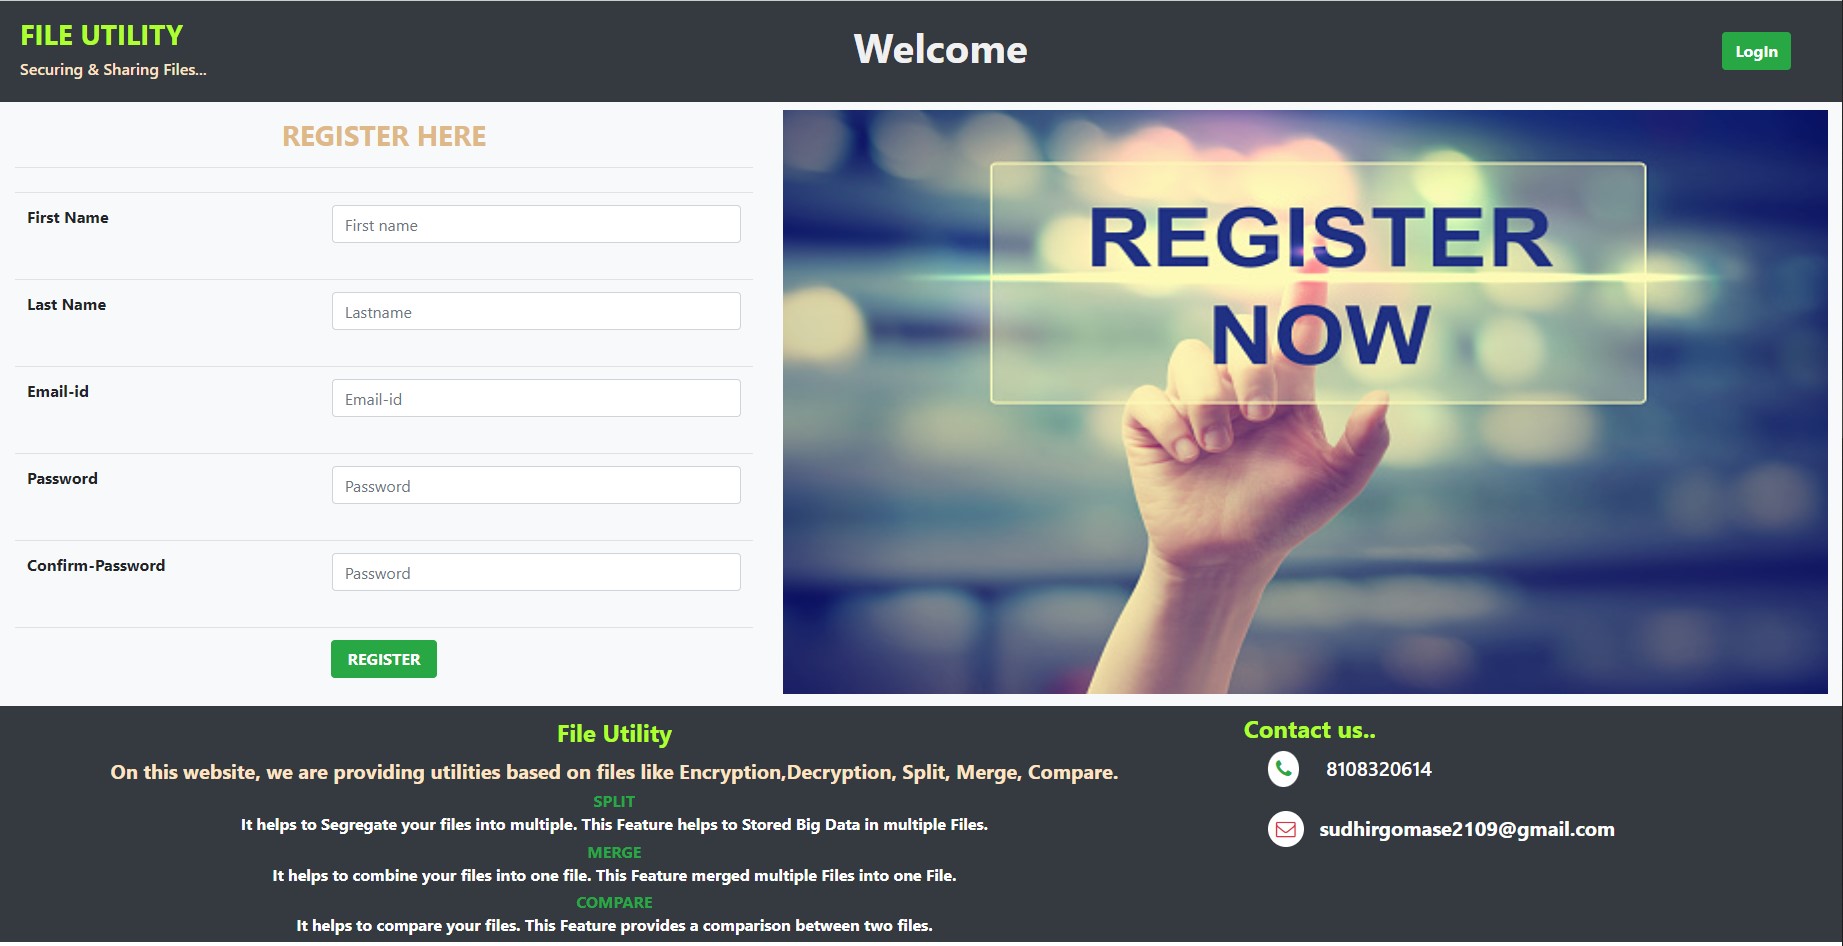 FILE UTILITY
Securing & Sharing Files...
Welcome
LogIn
REGISTER HERE
First Name
First name
Last Name
Lastname
Email-id
Email-id
Password
Password
Confirm-Password
Password
REGISTER
REGISTER
NOW
File Utility
On this website, we are providing utilities based on files like Encryption,Decryption, Split, Merge, Compare.
SPLIT
It helps to Segregate your files into multiple. This Feature helps to Stored Big Data in multiple Files.
MERGE
It helps to combine your files into one file. This Feature merged multiple Files into one File.
COMPARE
It helps to compare your files. This Feature provides a comparison between two files.
Contact us..
8108320614
sudhirgomase2109@gmail.com